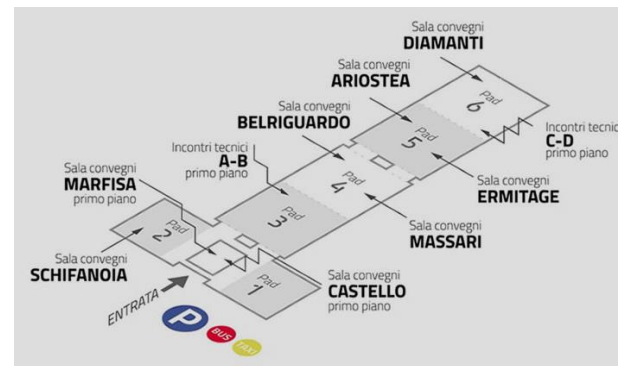 Sala convegni
DIAMANTI
Sala convegni
ARIOSTEA
Sala convegni
BELRIGUARDO
Incontri tecnici
A-B
primo piano
Sala convegni
MARFISA
primo piano
Sala convegni
SCHIFANOIA
ENTRATA
P
BUS
TAXI
Pad
1
Pad
2
Pad
3
Pad
4
Pad
5
Pad
6
Incontri tecnici
C-D
primo piano
Sala convegni
ERMITAGE
Sala convegni
MASSARI
Sala convegni
CASTELLO
primo piano